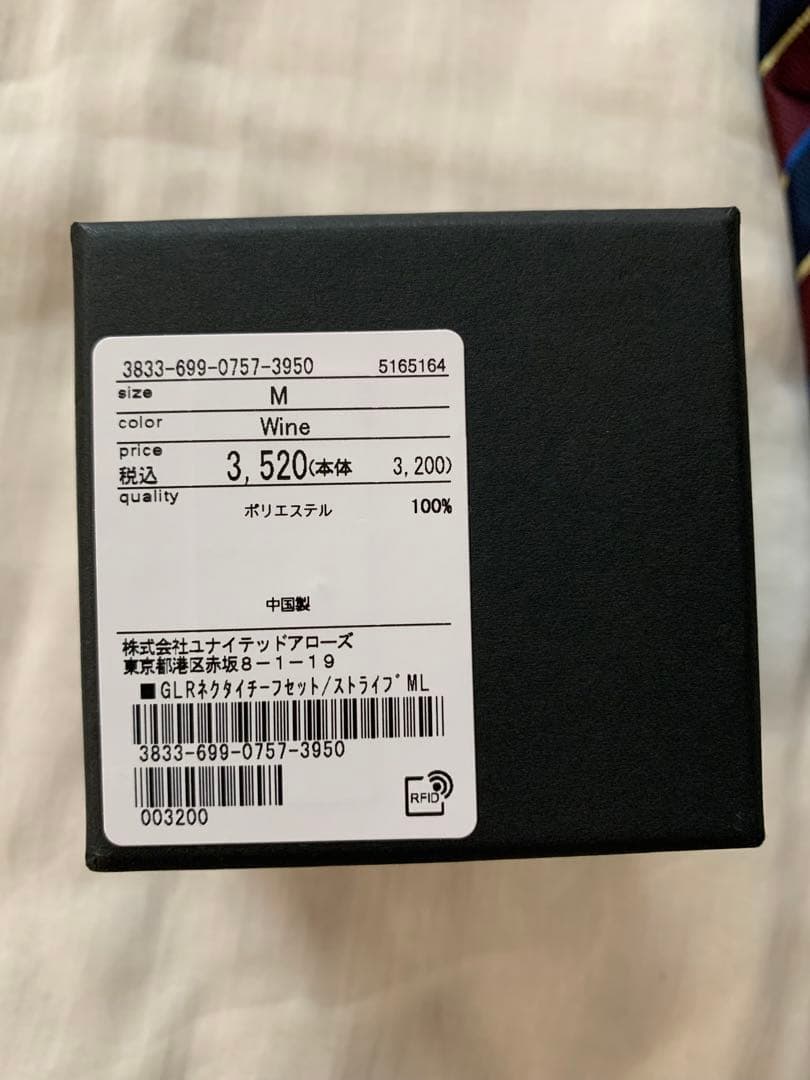 3833-699-0757-3950 5165164
size M
color Wine
price
税込 3,520(本体 3,200)
quality
ポリエステル 100%
中国製
株式会社ユナイテッドアローズ
東京都港区赤坂8-1-19
■GLRネクタイチーフセット/ストライプML
3833-699-0757-3950
003200
RFID